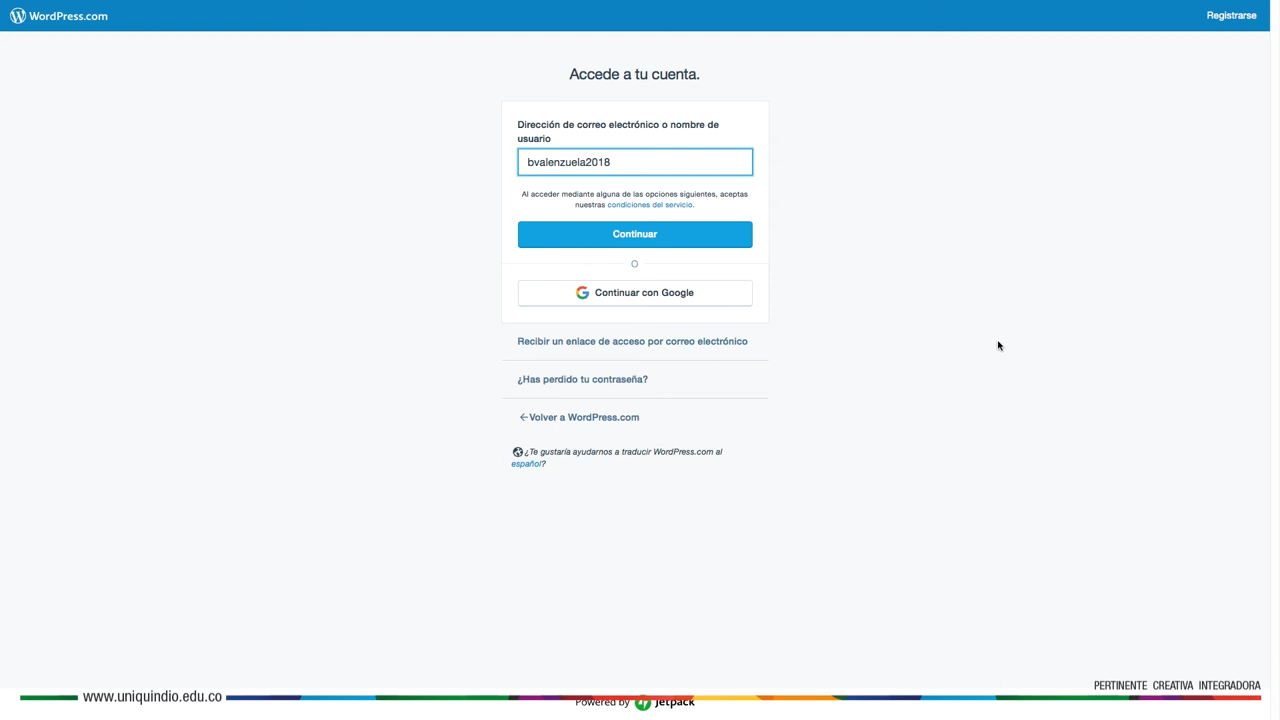 WordPress.com
Registrarse
Accede a tu cuenta.
Dirección de correo electrónico o nombre de
usuario
bvalenzuela2018
Al acceder mediante alguna de las opciones siguientes, aceptas
nuestras condiciones del servicio.
Continuar
O
Continuar con Google
Recibir un enlace de acceso por correo electrónico
¿Has perdido tu contraseña?
←Volver a WordPress.com
¿Te gustaría ayudarnos a traducir WordPress.com al
español?
PERTINENTE CREATIVA INTEGRADORA
www.uniquindio.edu.co
Powered by Jetpack